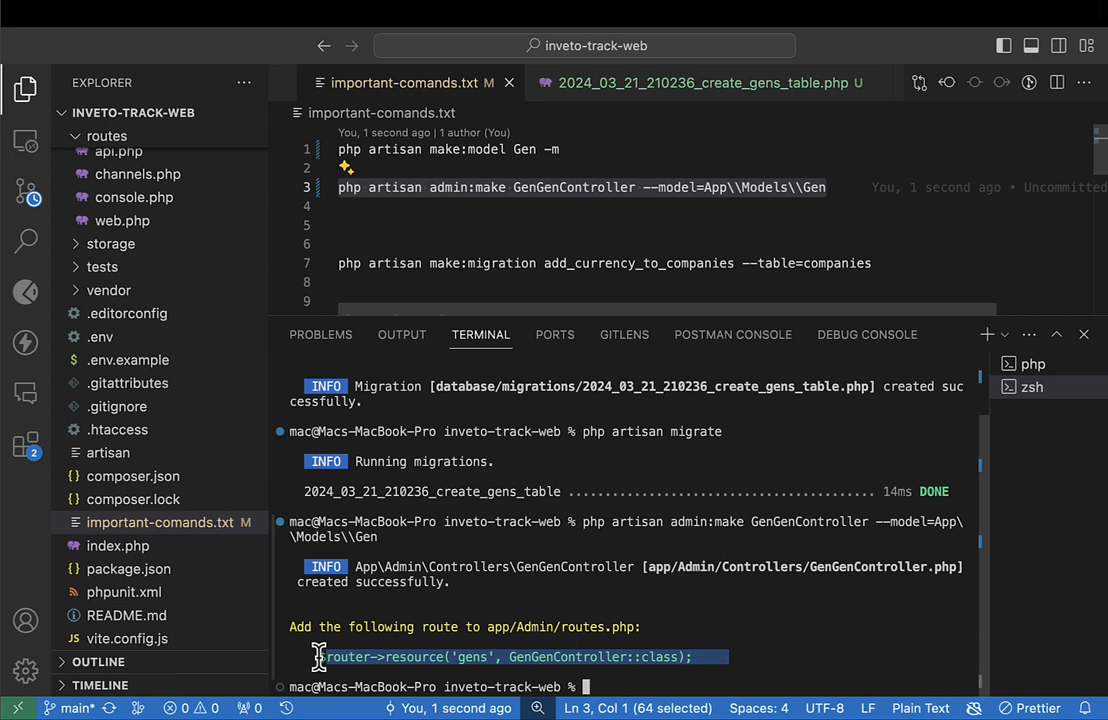 inveto-track-web
EXPLORER
important-comands.txt M
2024_03_21_210236_create_gens_table.php U
INVETO-TRACK-WEB
important-comands.txt
routes
You, 1 second ago | 1 author (You)
api.php
1 php artisan make:model Gen -m
channels.php
2
console.php
3 php artisan admin:make GenGenController --model=App\\Models\\Gen You, 1 second ago • Uncommitted
4
web.php
5
storage
6
tests
7 php artisan make:migration add_currency_to_companies --table=companies
vendor
8
9
.editorconfig
.env
PROBLEMS OUTPUT TERMINAL PORTS GITLENS POSTMAN CONSOLE DEBUG CONSOLE
$ .env.example
php
.gitattributes
INFO Migration [database/migrations/2024_03_21_210236_create_gens_table.php] created suc
cessfully.
zsh
.gitignore
.htaccess
mac@Macs-MacBook-Pro inveto-track-web % php artisan migrate
artisan
INFO Running migrations.
{} composer.json
2024_03_21_210236_create_gens_table ........................................ 14ms DONE
{} composer.lock
important-comands.txt M
mac@Macs-MacBook-Pro inveto-track-web % php artisan admin:make GenGenController --model=App\
\Models\\Gen
index.php
{} package.json
INFO App\Admin\Controllers\GenGenController [app/Admin/Controllers/GenGenController.php]
created successfully.
phpunit.xml
README.md
Add the following route to app/Admin/routes.php:
JS vite.config.js
OUTLINE
$router->resource('gens', GenGenController::class);
TIMELINE
mac@Macs-MacBook-Pro inveto-track-web %
2
main* 0 0 0 You, 1 second ago Ln 3, Col 1 (64 selected) Spaces: 4 UTF-8 LF Plain Text Prettier